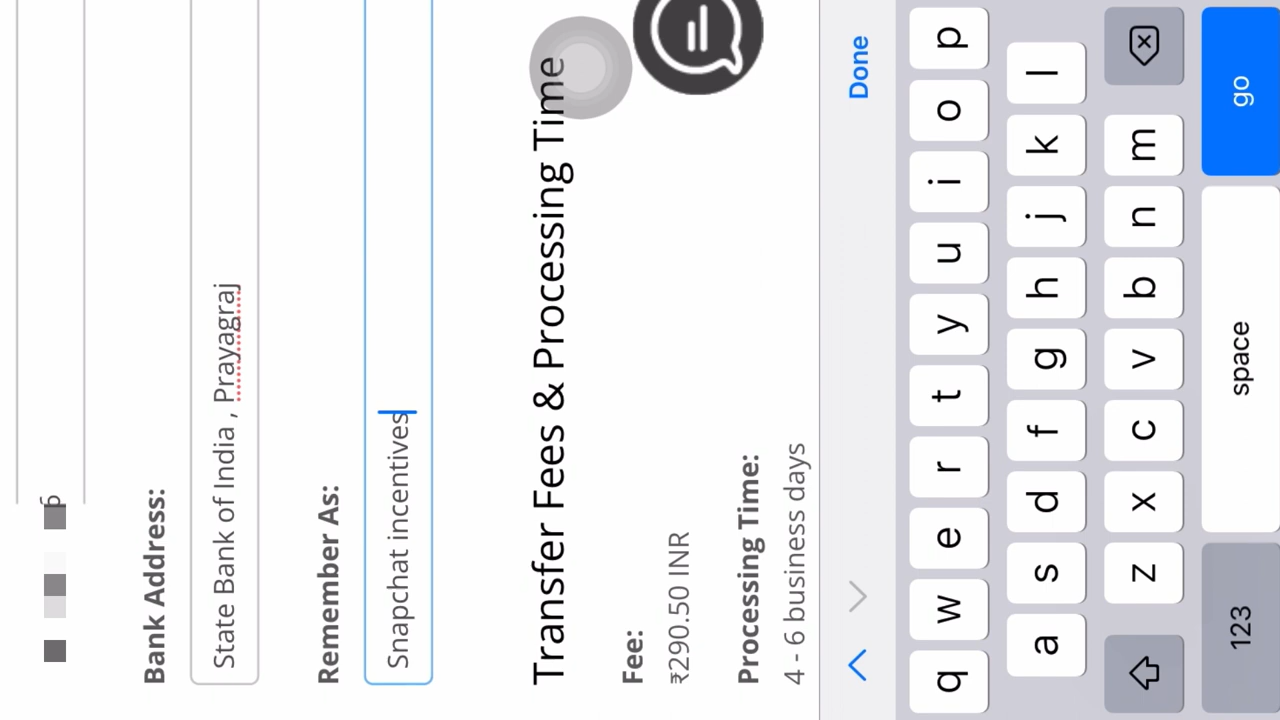 6
Bank Address:
State Bank of India , Prayagraj
Remember As:
Snapchat incentives
Transfer Fees & Processing Time
Fee:
₹290.50 INR
Processing Time:
4 - 6 business days
Done
q w e r t y u i o p
a s d f g h j k l
z x c v b n m
123 space go